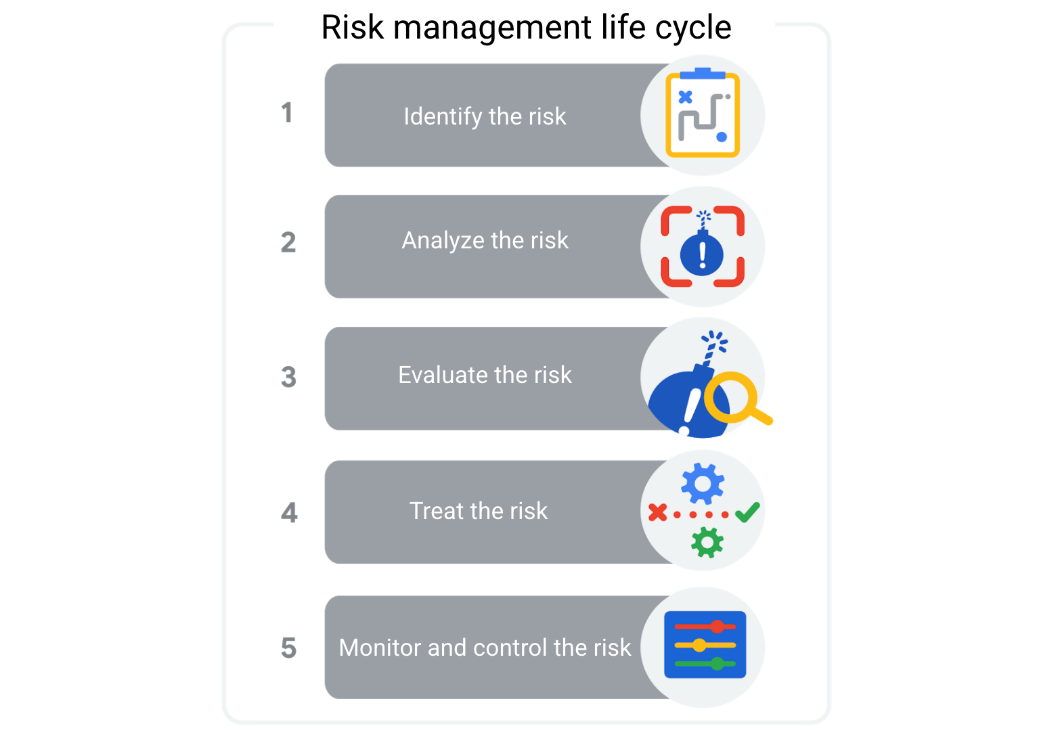 Risk management life cycle
1
Identify the risk
2
Analyze the risk
3
Evaluate the risk
4
Treat the risk
5
Monitor and control the risk